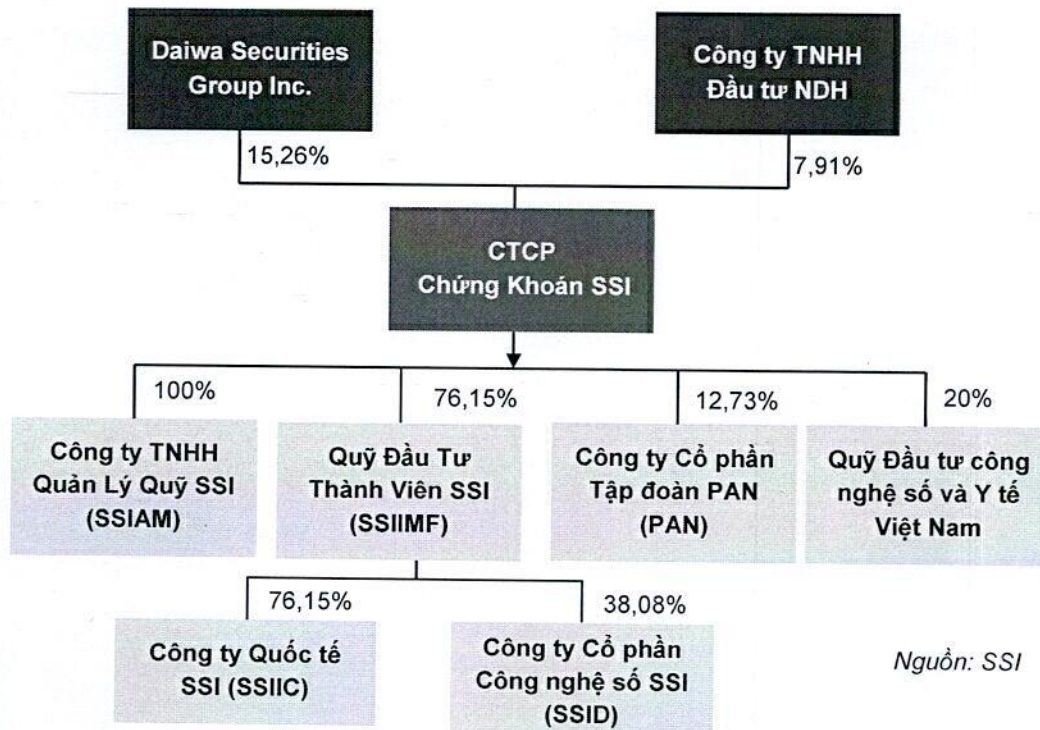 Daiwa Securities
Group Inc.
Công ty TNHH
Đầu tư NDH
15,26%
7,91%
CTCP
Chứng Khoán SSI
100%
76,15%
12,73%
20%
Công ty TNHH
Quản Lý Quỹ SSI
(SSIAM)
Quỹ Đầu Tư
Thành Viên SSI
(SSIIMF)
Công ty Cổ phần
Tập đoàn PAN
(PAN)
Quỹ Đầu tư công
nghệ số và Y tế
Việt Nam
76,15%
38,08%
Công ty Quốc tế
SSI (SSIIC)
Công ty Cổ phần
Công nghệ số SSI
(SSID)
Nguồn: SSI